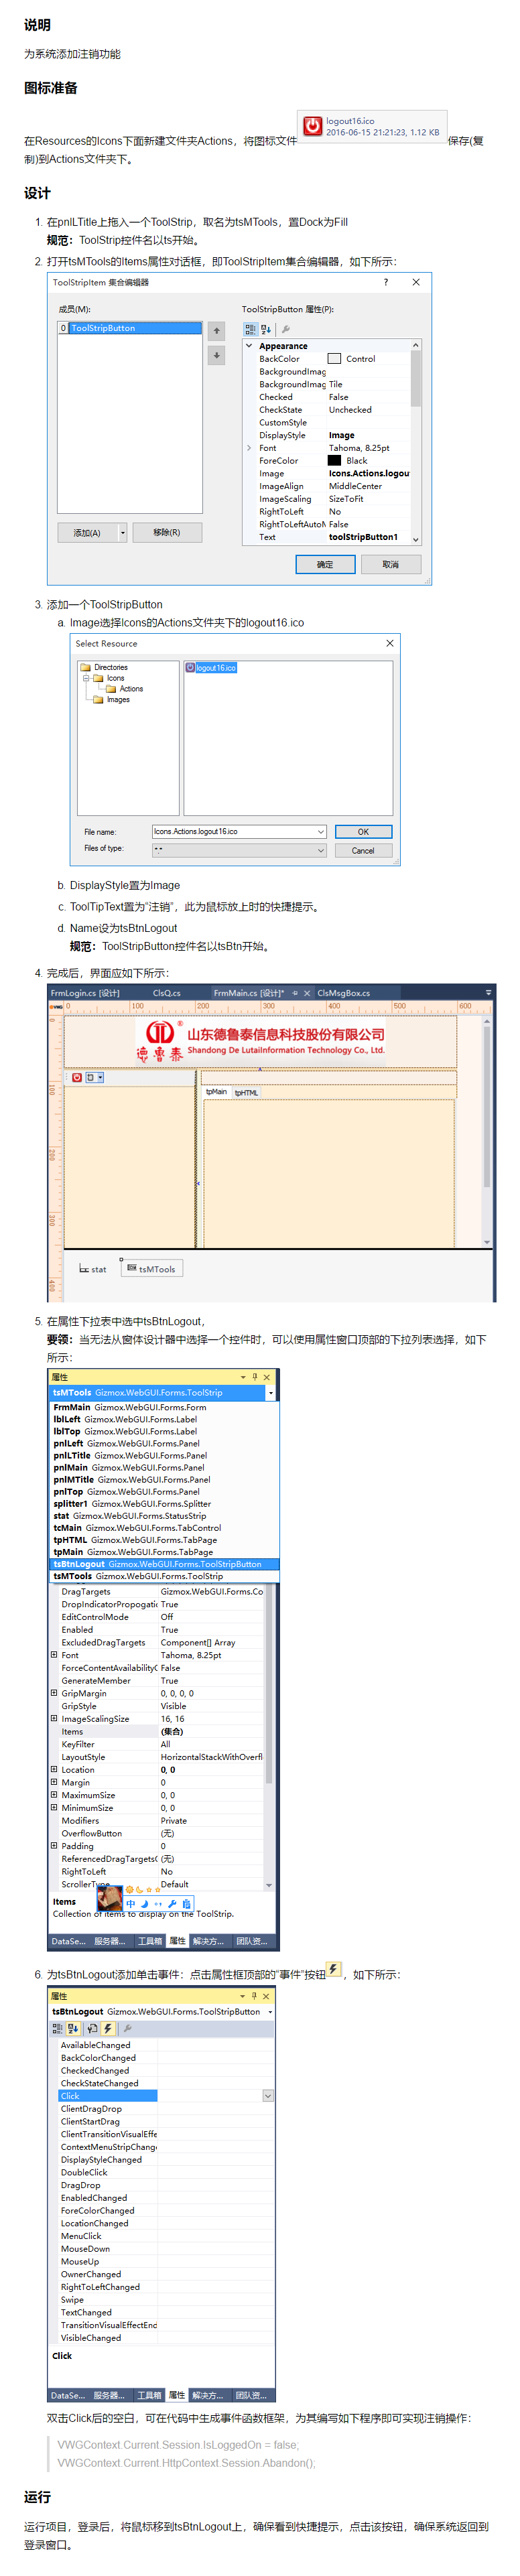 说明
为系统添加注销功能
图标准备
logout16.ico
2016-06-15 21:21:23, 1.12 KB
在Resources的Icons下面新建文件夹Actions，将图标文件保存(复
制)到Actions文件夹下。
设计
1. 在pnlLTitle上拖入一个ToolStrip，取名为tsMTools，置Dock为Fill
规范：ToolStrip控件名以ts开始。
2. 打开tsMTools的Items属性对话框，即ToolStripItem集合编辑器，如下所示：
ToolStripItem 集合编辑器 ? ×
成员(M): ToolStripButton 属性(P):
0 ToolStripButton
Appearance
BackColor Control
BackgroundImag
BackgroundImag Tile
Checked False
CheckState Unchecked
CustomStyle
DisplayStyle Image
Font Tahoma, 8.25pt
ForeColor Black
Image Icons.Actions.logou
ImageAlign MiddleCenter
ImageScaling SizeToFit
RightToLeft No
RightToLeftAutoM False
Text toolStripButton1
添加(A) 移除(R)
确定 取消
3. 添加一个ToolStripButton
a. Image选择Icons的Actions文件夹下的logout16.ico
Select Resource
Directories
Icons
Actions
Images
logout16.ico
File name: Icons.Actions.logout16.ico OK
Files of type: *.* Cancel
b. DisplayStyle置为Image
c. ToolTipText置为“注销”，此为鼠标放上时的快捷提示。
d. Name设为tsBtnLogout
规范：ToolStripButton控件名以tsBtn开始。
4. 完成后，界面应如下所示：
FrmLogin.cs [设计] ClsQ.cs FrmMain.cs [设计]* ClsMsgBox.cs
0 100 200 300 400 500 600
山东德鲁泰信息科技股份有限公司
德鲁泰 Shandong De LutaiInformation Technology Co., Ltd.
tpMain tpHTML
0
100
200
300
400
stat tsMTools
5. 在属性下拉表中选中tsBtnLogout，
要领：当无法从窗体设计器中选择一个控件时，可以使用属性窗口顶部的下拉列表选择，如下
所示：
属性
tsMTools Gizmox.WebGUI.Forms.ToolStrip
FrmMain Gizmox.WebGUI.Forms.Form
lblLeft Gizmox.WebGUI.Forms.Label
lblTop Gizmox.WebGUI.Forms.Label
pnlLeft Gizmox.WebGUI.Forms.Panel
pnlLTitle Gizmox.WebGUI.Forms.Panel
pnlMain Gizmox.WebGUI.Forms.Panel
pnlMTitle Gizmox.WebGUI.Forms.Panel
pnlTop Gizmox.WebGUI.Forms.Panel
splitter1 Gizmox.WebGUI.Forms.Splitter
stat Gizmox.WebGUI.Forms.StatusStrip
tcMain Gizmox.WebGUI.Forms.TabControl
tpHTML Gizmox.WebGUI.Forms.TabPage
tpMain Gizmox.WebGUI.Forms.TabPage
tsBtnLogout Gizmox.WebGUI.Forms.ToolStripButton
tsMTools Gizmox.WebGUI.Forms.ToolStrip
DragTargets Gizmox.WebGUI.Forms.Co
DropIndicatorPropogatic True
EditControlMode Off
Enabled True
ExcludedDragTargets Component[] Array
Font Tahoma, 8.25pt
ForceContentAvailabilityC False
GenerateMember True
GripMargin 0, 0, 0, 0
GripStyle Visible
ImageScalingSize 16, 16
Items (集合)
KeyFilter All
LayoutStyle HorizontalStackWithOverfl
Location 0, 0
Margin 0
MaximumSize 0, 0
MinimumSize 0, 0
Modifiers Private
OverflowButton (无)
Padding 0
ReferencedDragTargetsC (无)
RightToLeft No
ScrollerType Default
中
Items
Collection of items to display on the ToolStrip.
DataSe... 服务器... 工具箱 属性 解决方... 团队资...
6. 为tsBtnLogout添加单击事件：点击属性框顶部的“事件”按钮，如下所示：
属性
tsBtnLogout Gizmox.WebGUI.Forms.ToolStripButton
AvailableChanged
BackColorChanged
CheckedChanged
CheckStateChanged
Click
ClientDragDrop
ClientStartDrag
ClientTransitionVisualEffe
ContextMenuStripChange
DisplayStyleChanged
DoubleClick
DragDrop
EnabledChanged
ForeColorChanged
LocationChanged
MenuClick
MouseDown
MouseUp
OwnerChanged
RightToLeftChanged
Swipe
TextChanged
TransitionVisualEffectEnd
VisibleChanged
Click
DataSe... 服务器... 工具箱 属性 解决方... 团队资...
双击Click后的空白，可在代码中生成事件函数框架，为其编写如下程序即可实现注销操作：
VWGContext.Current.Session.IsLoggedOn = false;
VWGContext.Current.HttpContext.Session.Abandon();
运行
运行项目，登录后，将鼠标移到tsBtnLogout上，确保看到快捷提示，点击该按钮，确保系统返回到
登录窗口。